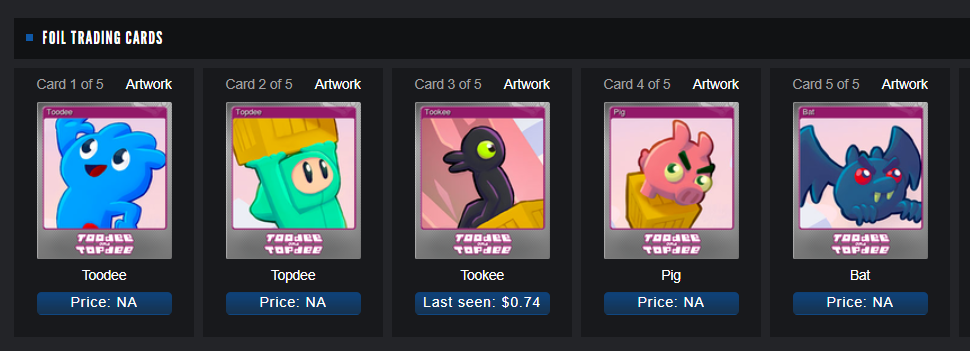 FOIL TRADING CARDS
Card 1 of 5 Artwork
Toodee
TOODEE
and
TOPDEE
Toodee
Price: NA
Card 2 of 5 Artwork
Topdee
TOODEE
and
TOPDEE
Topdee
Price: NA
Card 3 of 5 Artwork
Tookee
TOODEE
and
TOPDEE
Tookee
Last seen: $0.74
Card 4 of 5 Artwork
Pig
TOODEE
and
TOPDEE
Pig
Price: NA
Card 5 of 5 Artwork
Bat
TOODEE
and
TOPDEE
Bat
Price: NA